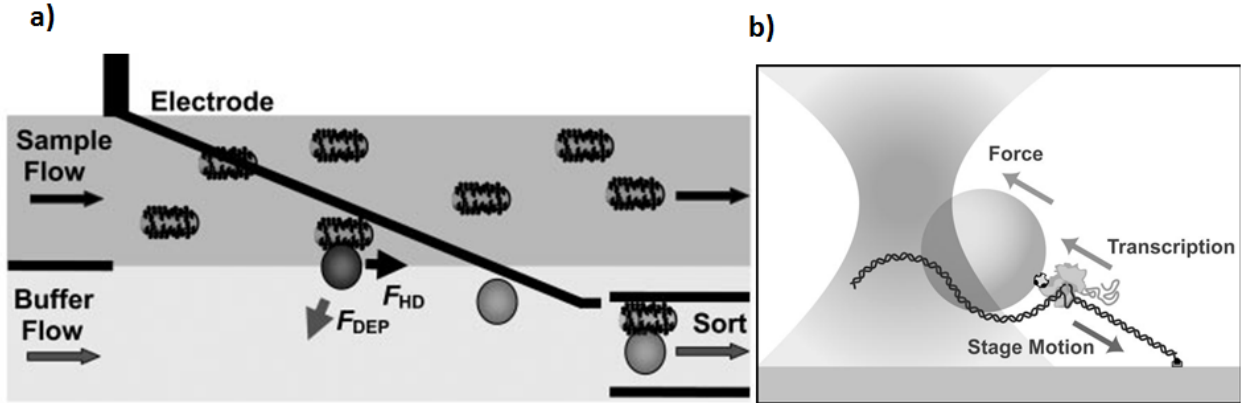 a)
Electrode
Sample
Flow
Buffer
Flow
F_HD
F_DEP
Sort
b)
Force
Transcription
Stage Motion